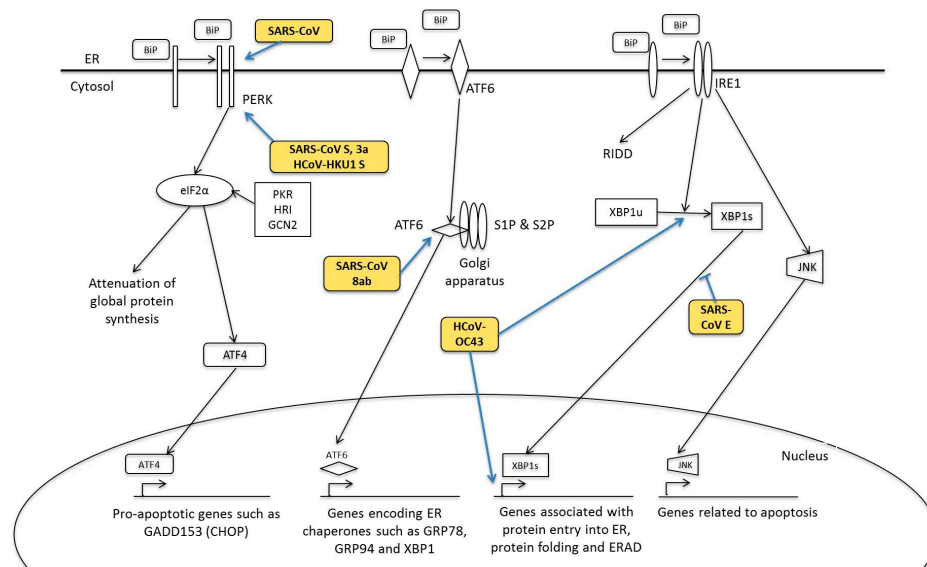 BiP
BiP
SARS-CoV
BiP
BiP
BiP
BiP
ER
Cytosol
PERK
ATF6
IRE1
SARS-CoV S, 3a
HCoV-HKU1 S
RIDD
eIF2α
PKR
HRI
GCN2
ATF6
S1P & S2P
XBP1u
XBP1s
Golgi
apparatus
JNK
SARS-CoV
8ab
Attenuation of
global protein
synthesis
HCoV-
OC43
SARS-
CoV E
ATF4
Nucleus
ATF4
ATF6
XBP1s
JNK
Pro-apoptotic genes such as
GADD153 (CHOP)
Genes encoding ER
chaperones such as GRP78,
GRP94 and XBP1
Genes associated with
protein entry into ER,
protein folding and ERAD
Genes related to apoptosis